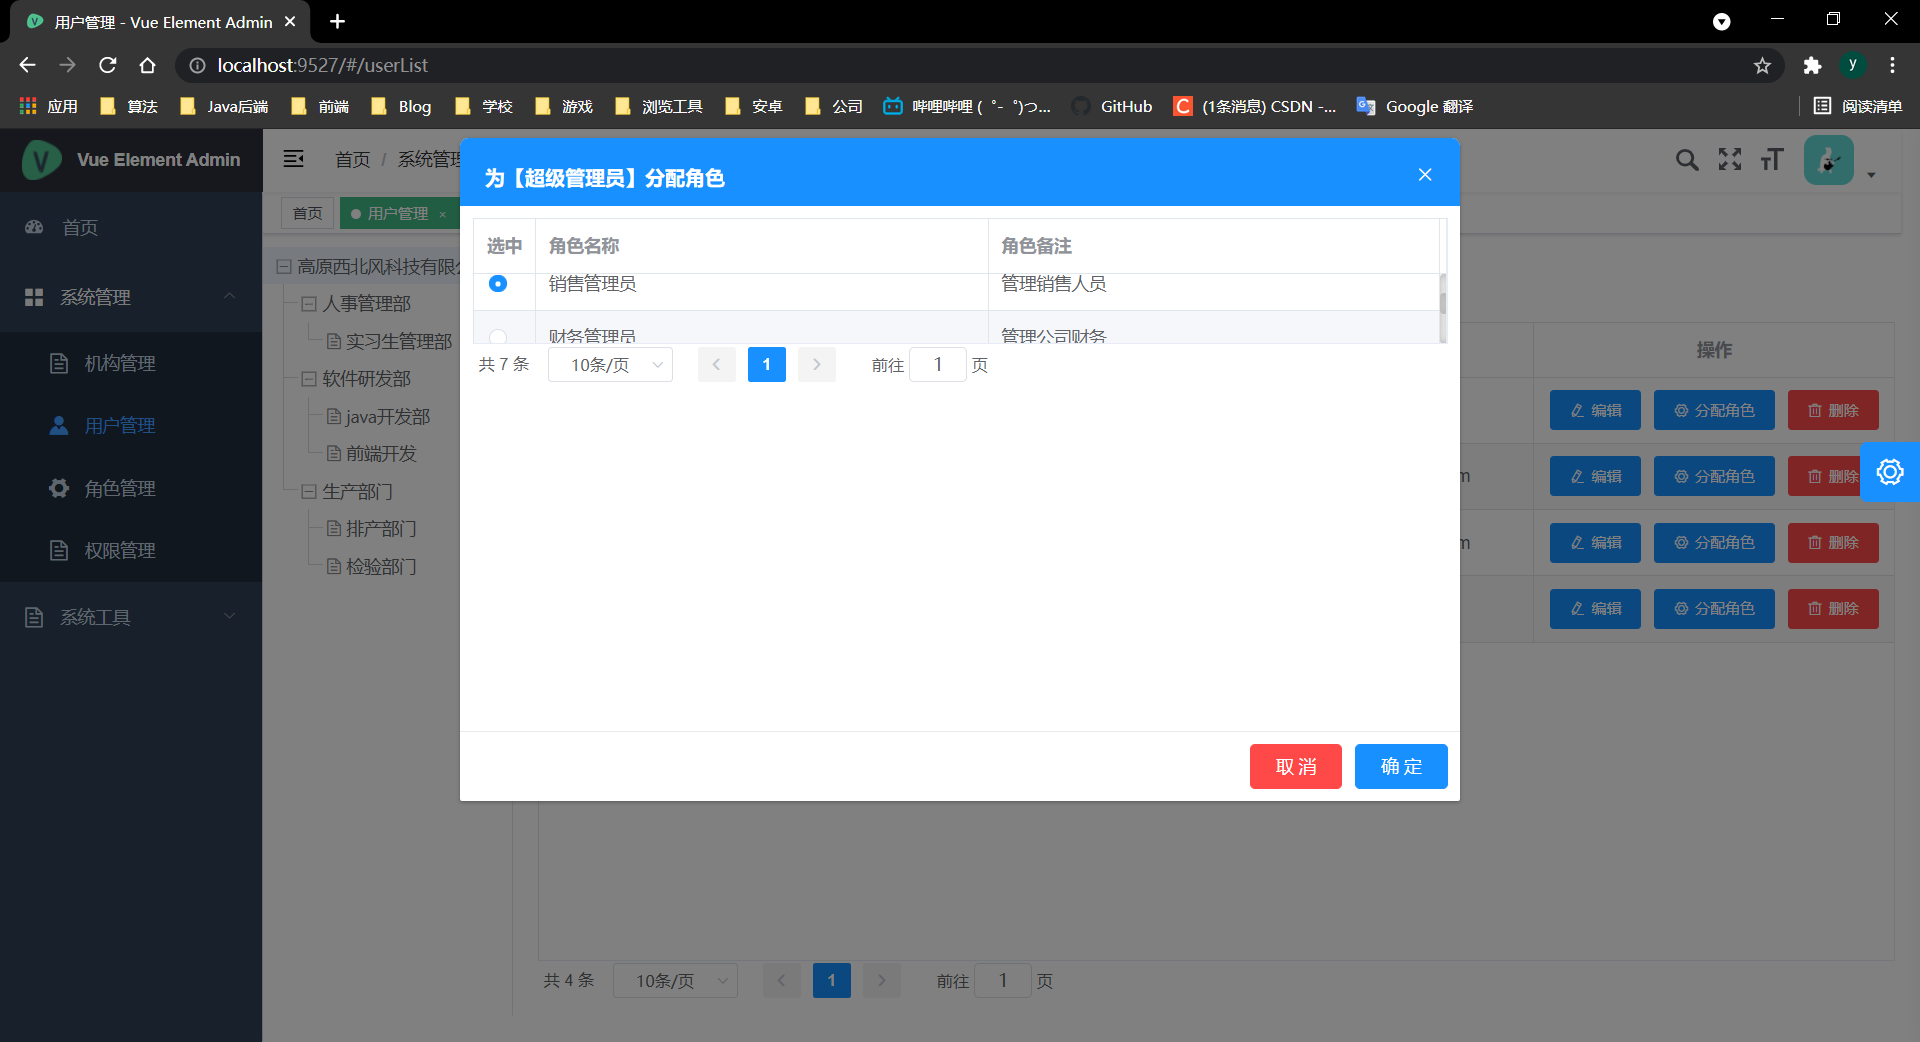 用户管理 - Vue Element Admin
localhost:9527/#/userList
应用 算法 Java后端 前端 Blog 学校 游戏 浏览工具 安卓 公司 哔哩哔哩 (゜-゜)つ... GitHub (1条消息) CSDN -... Google 翻译 阅读清单
Vue Element Admin
首页 / 系统管理
首页
用户管理 ×
首页
系统管理
机构管理
用户管理
角色管理
权限管理
系统工具
高原西北风科技有限公
人事管理部
实习生管理部
软件研发部
java开发部
前端开发
生产部门
排产部门
检验部门
为【超级管理员】分配角色
选中 角色名称 角色备注
销售管理员 管理销售人员
财务管理员 管理公司财务
共 7 条 10条/页 1 前往 1 页
取 消 确 定
操作
编辑 分配角色 删除
m 编辑 分配角色 删除
m 编辑 分配角色 删除
编辑 分配角色 删除
共 4 条 10条/页 1 前往 1 页